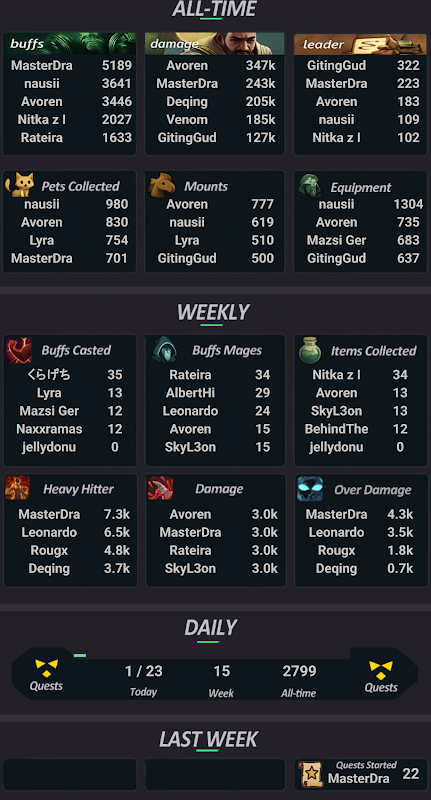 ALL-TIME
buffs damage leader
MasterDra 5189 Avoren 347k GitingGud 322
nausii 3641 MasterDra 243k MasterDra 223
Avoren 3446 Deqing 205k Avoren 183
Nitka z l 2027 Venom 185k nausii 109
Rateira 1633 GitingGud 127k Nitka z l 102
Pets Collected Mounts Equipment
nausii 980 Avoren 777 nausii 1304
Avoren 830 nausii 619 Avoren 735
Lyra 754 Lyra 510 Mazsi Ger 683
MasterDra 701 GitingGud 500 GitingGud 637
WEEKLY
Buffs Casted Buffs Mages Items Collected
くらげち 35 Rateira 34 Nitka z l 34
Lyra 13 AlbertHi 29 Avoren 13
Mazsi Ger 12 Leonardo 24 SkyL3on 13
Naxxramas 12 Avoren 15 BehindThe 12
jellydonu 0 SkyL3on 15 jellydonu 0
Heavy Hitter Damage Over Damage
MasterDra 7.3k Avoren 3.0k MasterDra 4.3k
Leonardo 6.5k MasterDra 3.0k Leonardo 3.5k
Rougx 4.8k Rateira 3.0k Rougx 1.8k
Deqing 3.7k SkyL3on 3.0k Deqing 0.7k
DAILY
Quests 1 / 23 15 2799 Quests
Today Week All-time
LAST WEEK
Quests Started
MasterDra 22